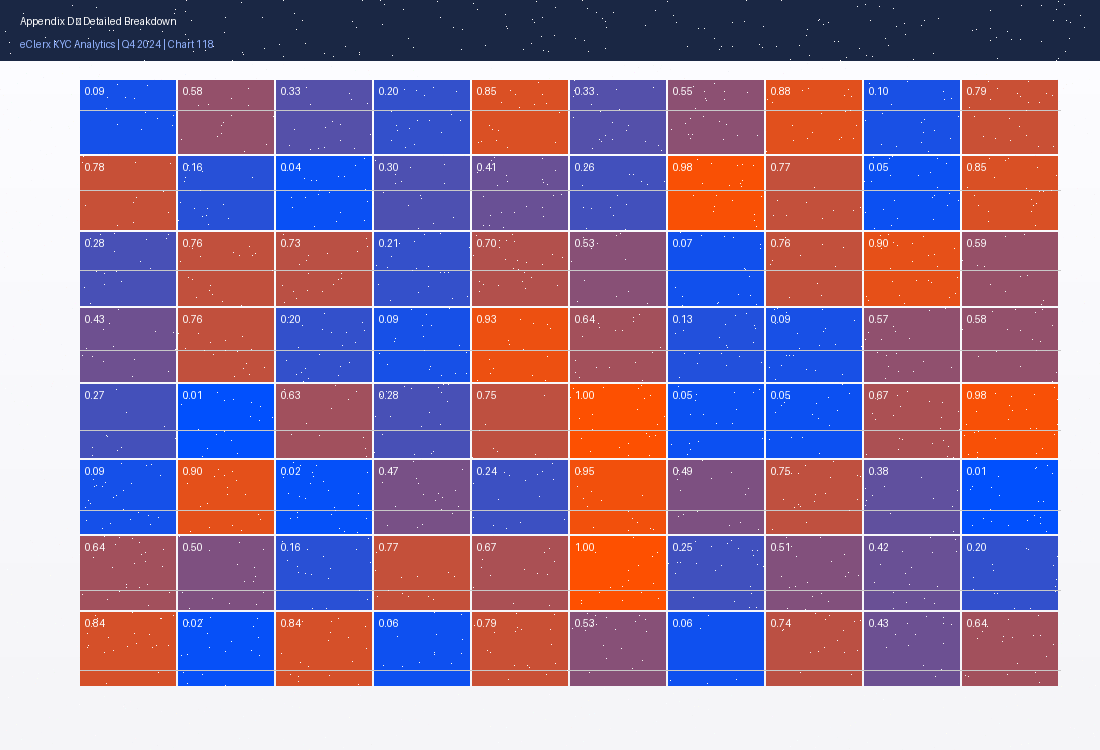 Appendix D Detailed Breakdown
eClerx KYC Analytics | Q4 2024 | Chart 118
0.09 0.58 0.33 0.20 0.85 0.33 0.55 0.88 0.10 0.79
0.78 0.16 0.04 0.30 0.41 0.26 0.98 0.77 0.05 0.85
0.28 0.76 0.73 0.21 0.70 0.53 0.07 0.76 0.90 0.59
0.43 0.76 0.20 0.09 0.93 0.64 0.13 0.09 0.57 0.58
0.27 0.01 0.63 0.28 0.75 1.00 0.05 0.05 0.67 0.98
0.09 0.90 0.02 0.47 0.24 0.95 0.49 0.75 0.38 0.01
0.64 0.50 0.16 0.77 0.67 1.00 0.25 0.51 0.42 0.20
0.84 0.02 0.84 0.06 0.79 0.53 0.06 0.74 0.43 0.64